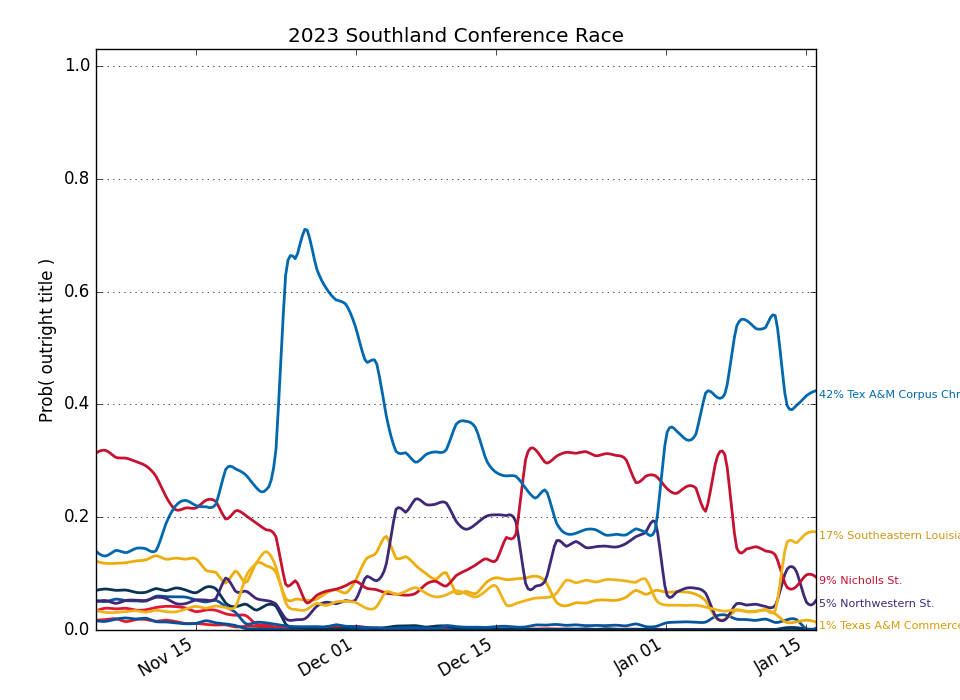 2023 Southland Conference Race
Prob( outright title )
1.0
0.8
0.6
0.4
0.2
0.0
42% Tex A&M Corpus Chr
17% Southeastern Louisia
9% Nicholls St.
5% Northwestern St.
1% Texas A&M Commerce
Nov 15
Dec 01
Dec 15
Jan 01
Jan 15